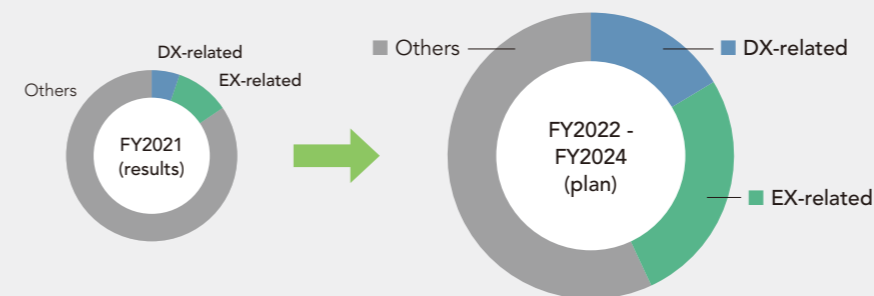 DX-related
EX-related
Others
FY2021
(results)
Others
DX-related
FY2022 -
FY2024
(plan)
EX-related